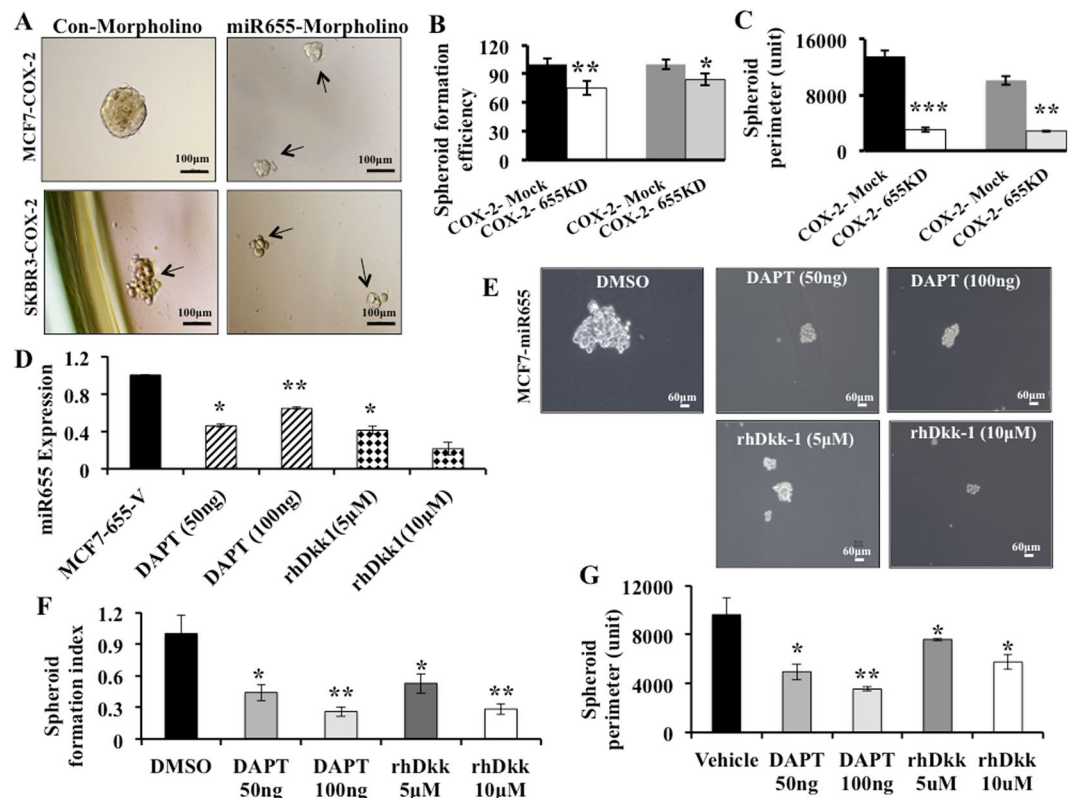 A
Con-Morpholino
miR655-Morpholino
MCF7-COX-2
100µm
100µm
SKBR3-COX-2
100µm
100µm
B
Spheroid formation
efficiency
120
90
60
30
0
**
*
COX-2- Mock
COX-2- 655KD
COX-2- Mock
COX-2- 655KD
C
Spheroid
perimeter (unit)
16000
8000
0
***
**
COX-2- Mock
COX-2- 655KD
COX-2- Mock
COX-2- 655KD
D
miR655 Expression
1.2
0.8
0.4
0
*
**
*
MCF7-655-V
DAPT (50ng)
DAPT (100ng)
rhDkk1(5µM)
rhDkk1(10µM)
E
MCF7-miR655
DMSO
60µm
DAPT (50ng)
60µm
DAPT (100ng)
60µm
rhDkk-1 (5µM)
60µm
rhDkk-1 (10µM)
60µm
F
Spheroid
formation index
1.2
0.9
0.6
0.3
0
*
**
*
**
DMSO
DAPT
50ng
DAPT
100ng
rhDkk
5µM
rhDkk
10µM
G
Spheroid
perimeter (unit)
12000
8000
4000
0
*
**
*
*
Vehicle
DAPT
50ng
DAPT
100ng
rhDkk
5uM
rhDkk
10uM